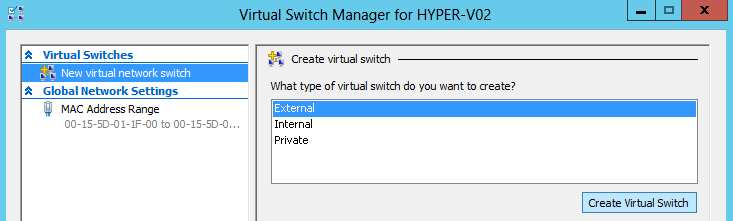 Virtual Switch Manager for HYPER-V02
Virtual Switches
New virtual network switch
Global Network Settings
MAC Address Range
00-15-5D-01-1F-00 to 00-15-5D-0...
Create virtual switch
What type of virtual switch do you want to create?
External
Internal
Private
Create Virtual Switch